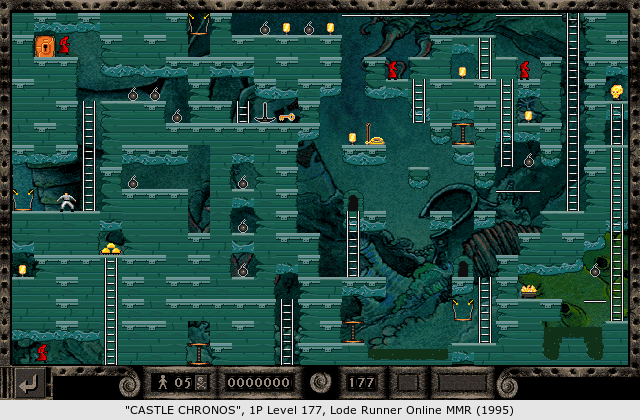 05 0000000 177
"CASTLE CHRONOS", 1P Level 177, Lode Runner Online MMR (1995)